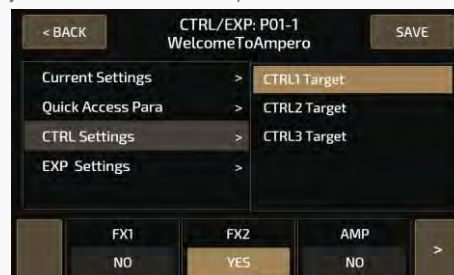 < BACK
CTRL/EXP: P01-1
WelcomeToAmpero
SAVE
Current Settings >
Quick Access Para >
CTRL Settings >
EXP Settings >
CTRL1 Target
CTRL2 Target
CTRL3 Target
FX1 FX2 AMP
NO YES NO >